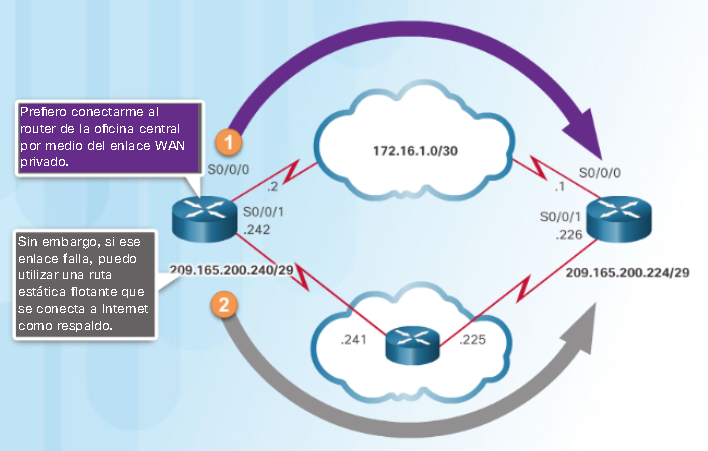 Prefiero conectarme al
router de la oficina central
por medio del enlace WAN
privado.
1
S0/0/0
172.16.1.0/30
S0/0/0
.2
.1
S0/0/1
.242
S0/0/1
.226
Sin embargo, si ese
enlace falla, puedo
utilizar una ruta
estática flotante que
se conecta a Internet
como respaldo.
209.165.200.240/29
209.165.200.224/29
2
.241
.225